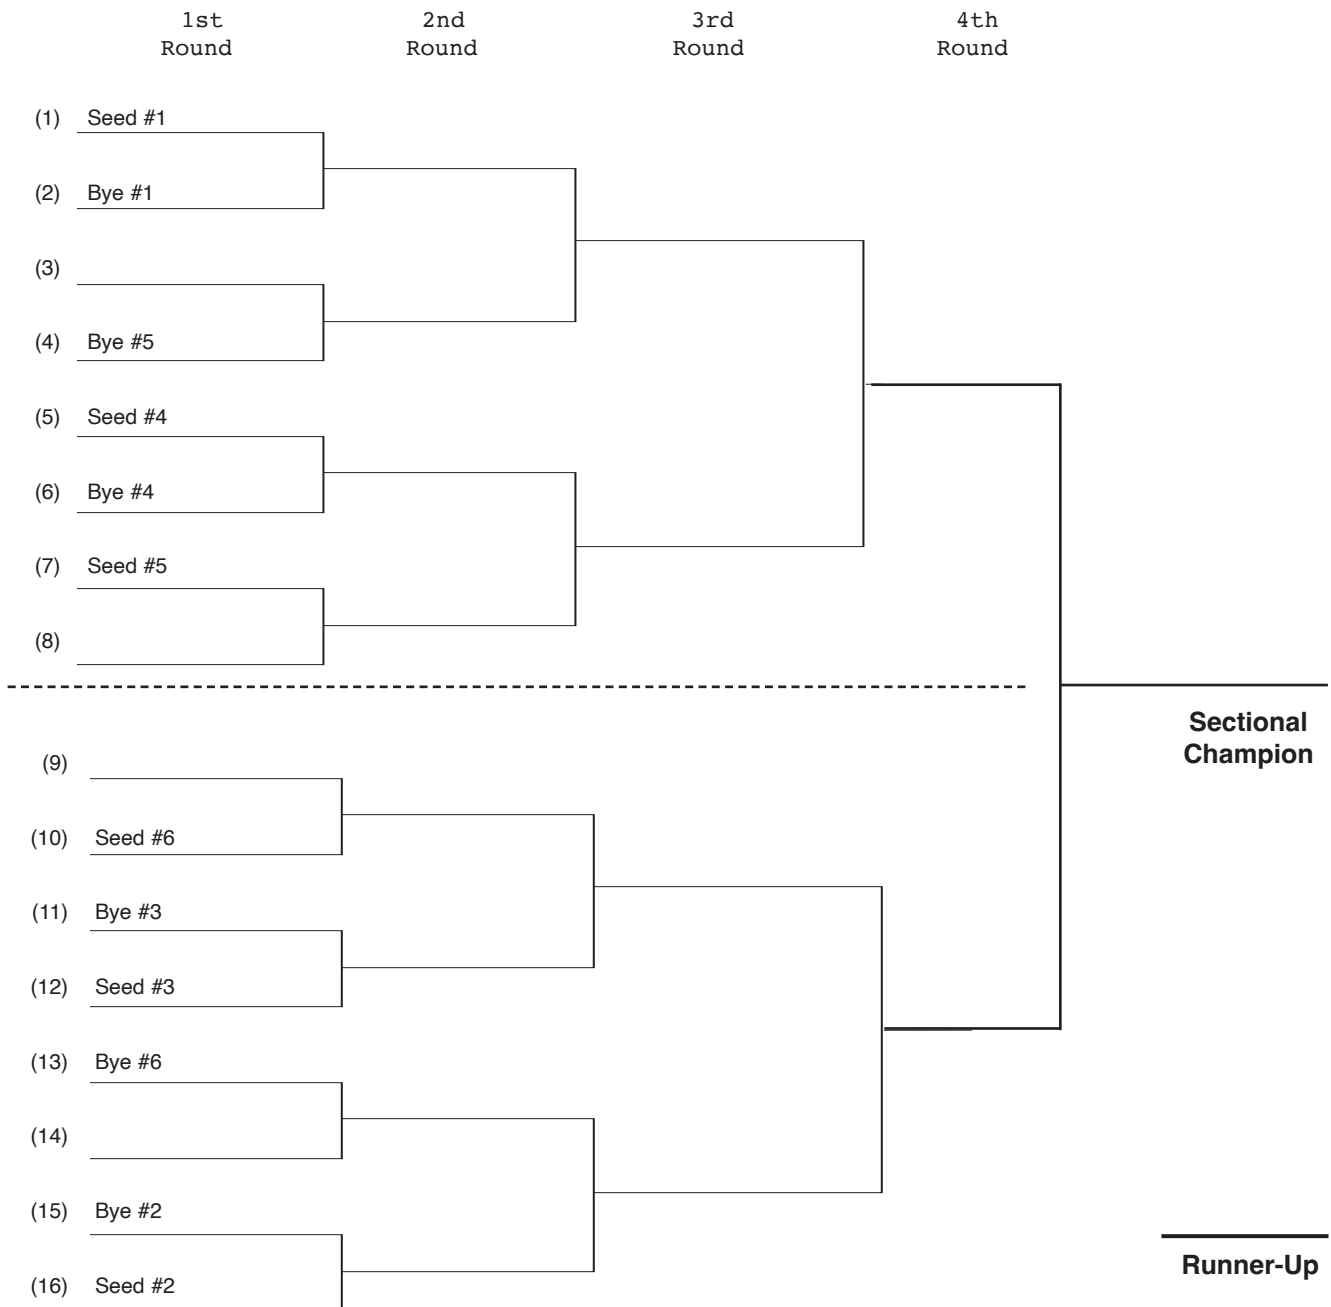 1st 2nd 3rd 4th
Round Round Round Round
(1) Seed #1
(2) Bye #1
(3)
(4) Bye #5
(5) Seed #4
(6) Bye #4
(7) Seed #5
(8)
Sectional
Champion
(9)
(10) Seed #6
(11) Bye #3
(12) Seed #3
(13) Bye #6
(14)
(15) Bye #2
Runner-Up
(16) Seed #2